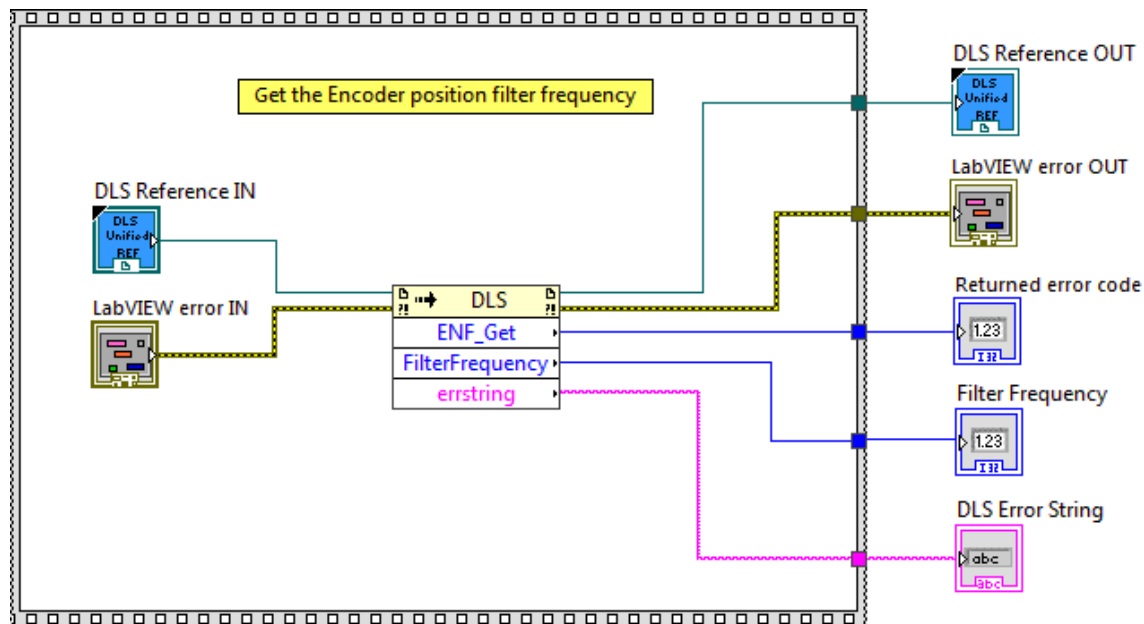 DLS Reference OUT
DLS
Unified
REF
Get the Encoder position filter frequency
LabVIEW error OUT
DLS Reference IN
DLS
Unified
REF
LabVIEW error IN
Returned error code
1.23
I32
DLS
ENF_Get
FilterFrequency
errstring
Filter Frequency
1.23
I32
DLS Error String
abc
abc